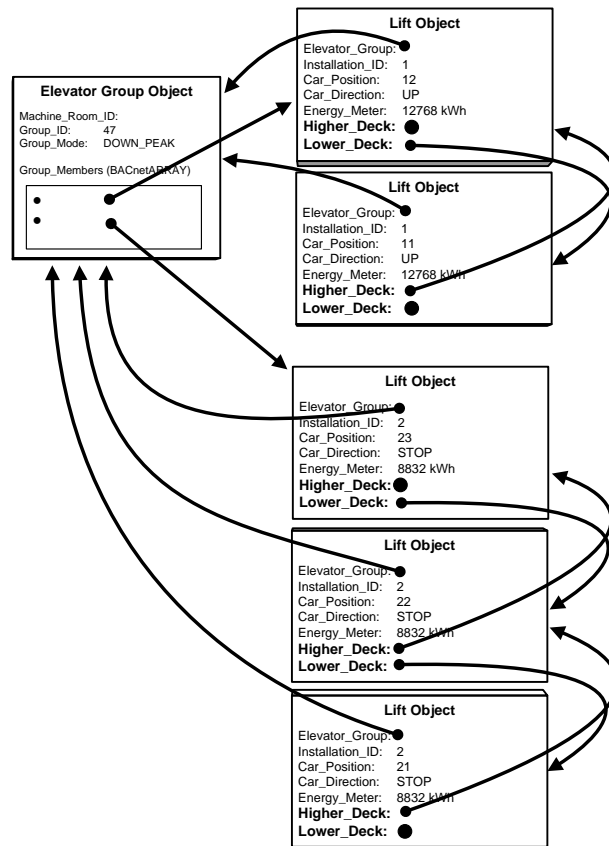 Elevator Group Object
Machine_Room_ID:
Group_ID: 47
Group_Mode: DOWN_PEAK
Group_Members (BACnetARRAY)
Lift Object
Elevator_Group:
Installation_ID: 1
Car_Position: 12
Car_Direction: UP
Energy_Meter: 12768 kWh
Higher_Deck:
Lower_Deck:
Lift Object
Elevator_Group:
Installation_ID: 1
Car_Position: 11
Car_Direction: UP
Energy_Meter: 12768 kWh
Higher_Deck:
Lower_Deck:
Lift Object
Elevator_Group:
Installation_ID: 2
Car_Position: 23
Car_Direction: STOP
Energy_Meter: 8832 kWh
Higher_Deck:
Lower_Deck:
Lift Object
Elevator_Group:
Installation_ID: 2
Car_Position: 22
Car_Direction: STOP
Energy_Meter: 8832 kWh
Higher_Deck:
Lower_Deck:
Lift Object
Elevator_Group:
Installation_ID: 2
Car_Position: 21
Car_Direction: STOP
Energy_Meter: 8832 kWh
Higher_Deck:
Lower_Deck: